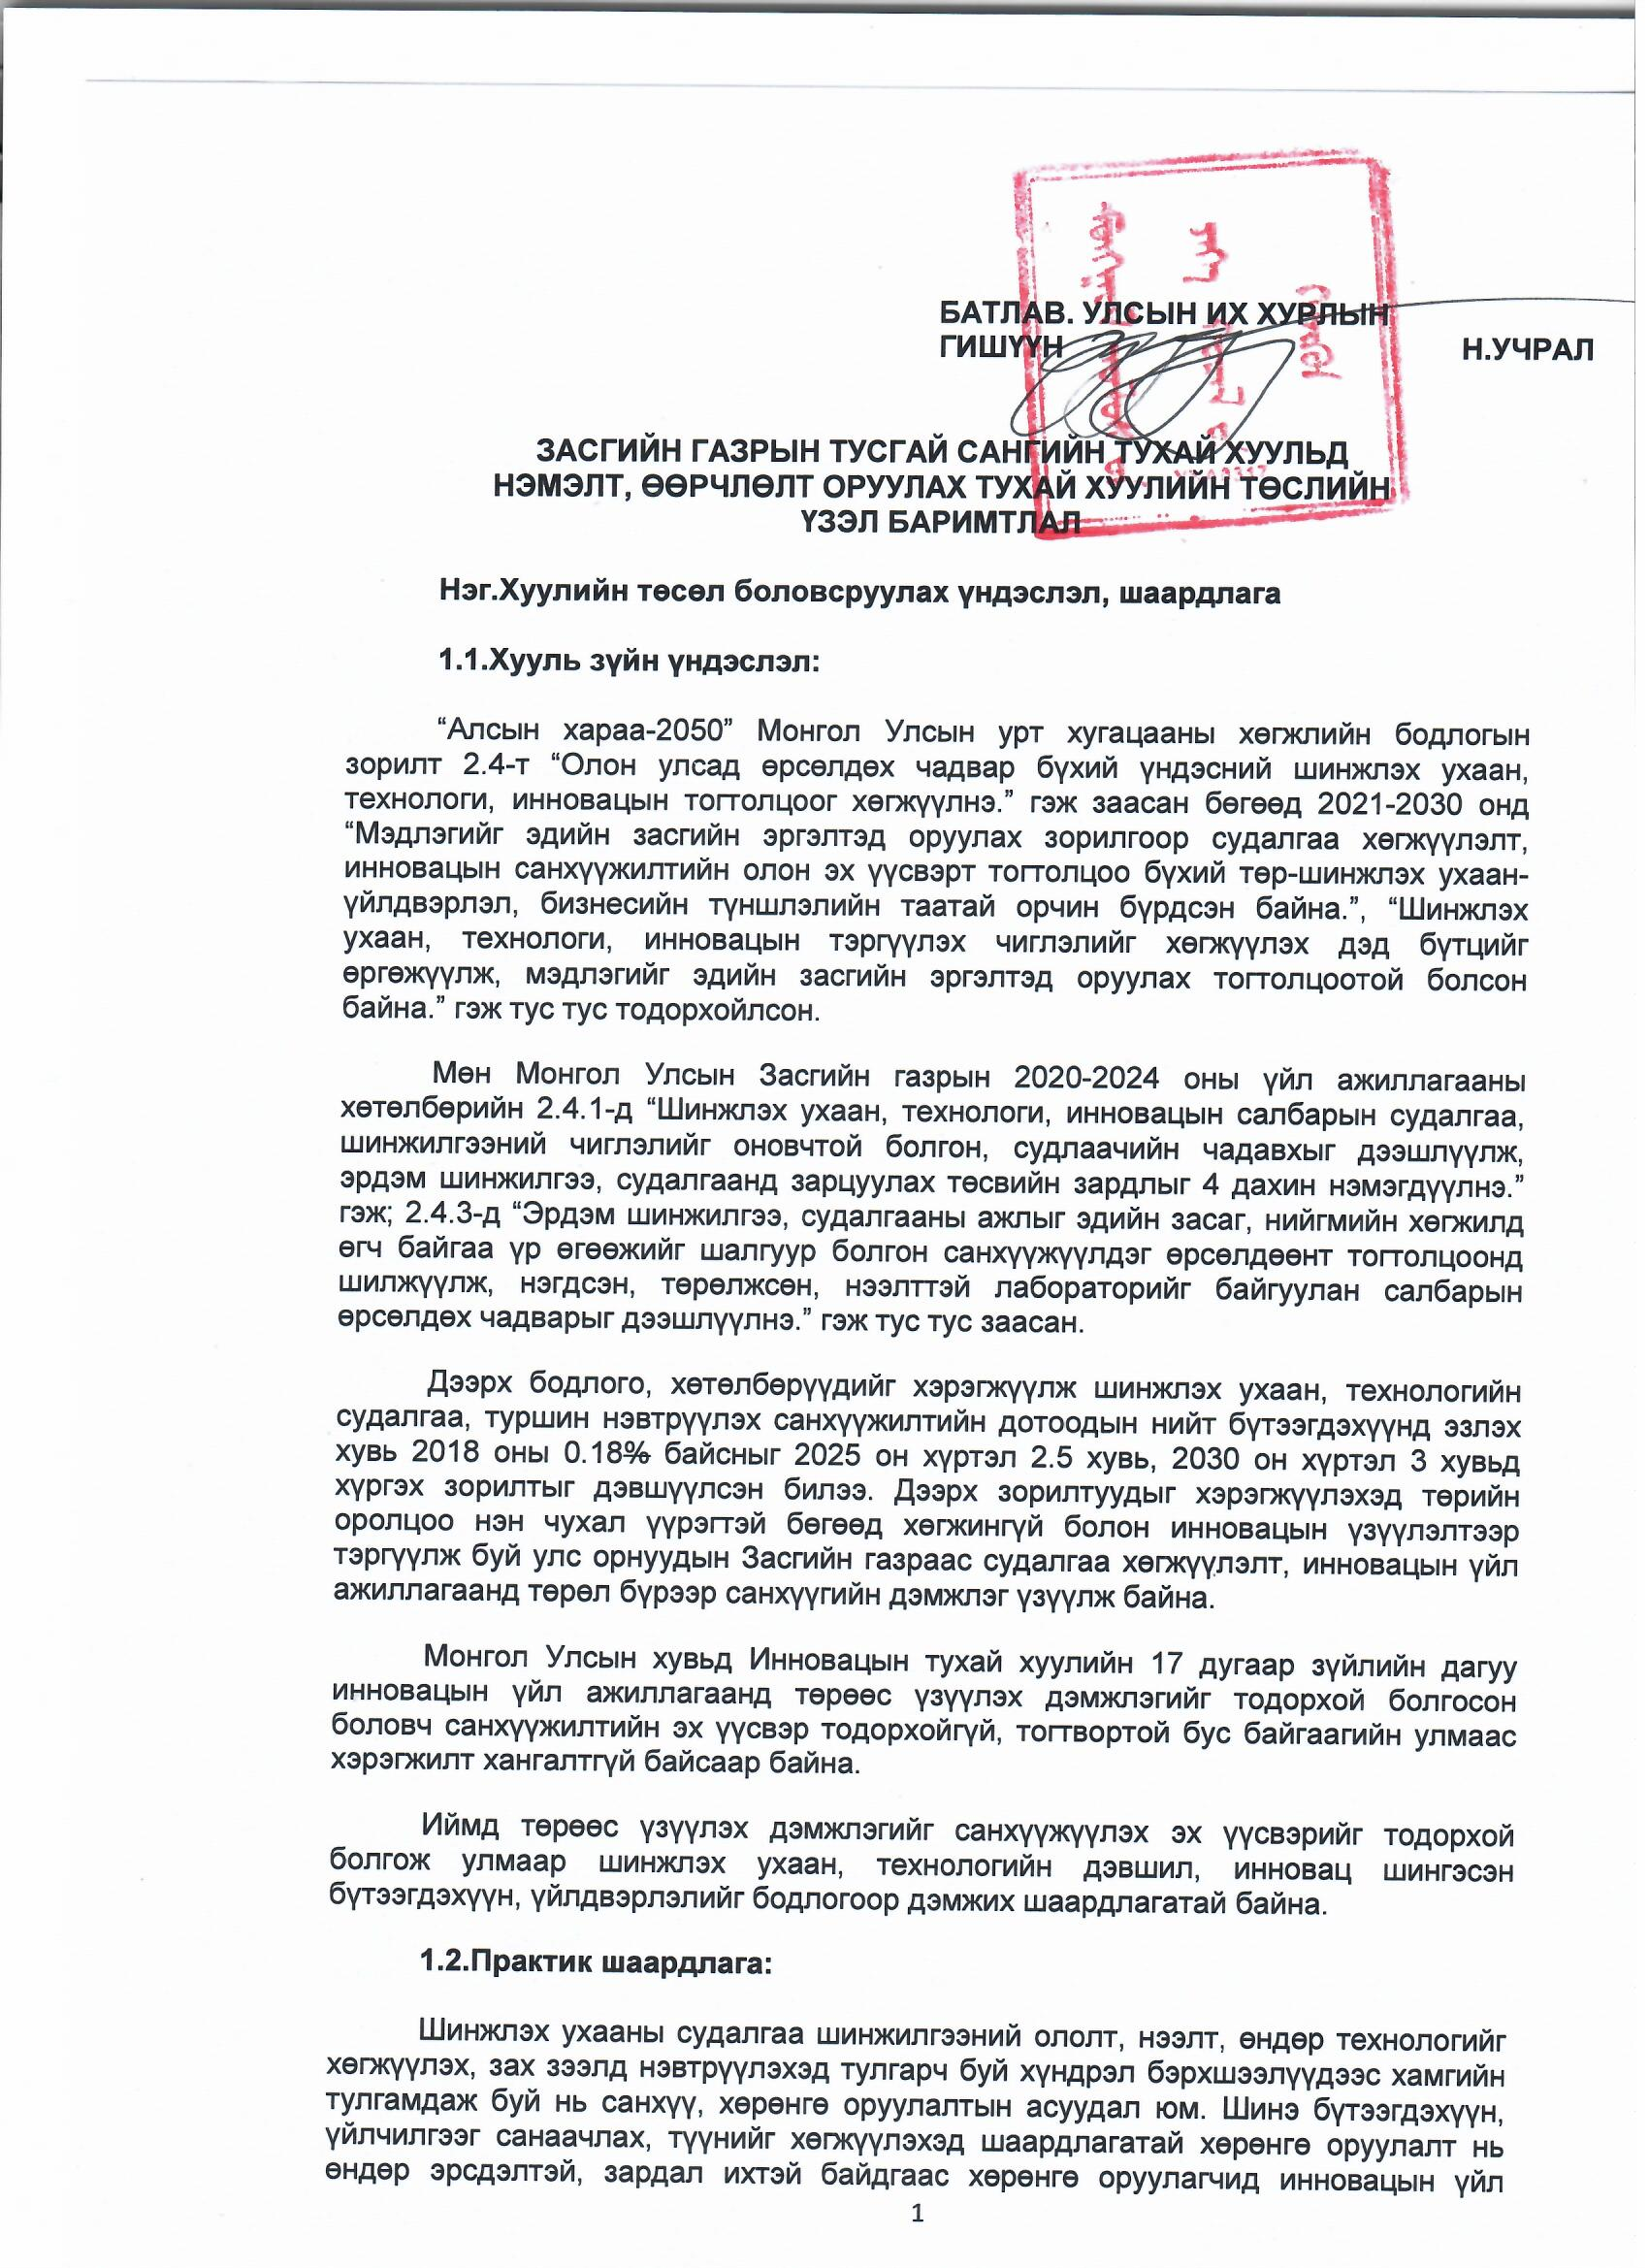 БАТЛАВ. УЛСЫН ИХ ХУРЛЫН
ГИШҮҮН Н.УЧРАЛ
ЗАСГИЙН ГАЗРЫН ТУСГАЙ САНГИЙН ТУХАЙ ХУУЛЬД
НЭМЭЛТ, ӨӨРЧЛӨЛТ ОРУУЛАХ ТУХАЙ ХУУЛИЙН ТӨСЛИЙН
ҮЗЭЛ БАРИМТЛАЛ
Нэг.Хуулийн төсөл боловсруулах үндэслэл, шаардлага
1.1.Хууль зүйн үндэслэл:
“Алсын хараа-2050” Монгол Улсын урт хугацааны хөгжлийн бодлогын
зорилт 2.4-т “Олон улсад өрсөлдөх чадвар бүхий үндэсний шинжлэх ухаан,
технологи, инновацын тогтолцоог хөгжүүлнэ.” гэж заасан бөгөөд 2021-2030 онд
“Мэдлэгийг эдийн засгийн эргэлтэд оруулах зорилгоор судалгаа хөгжүүлэлт,
инновацын санхүүжилтийн олон эх үүсвэрт тогтолцоо бүхий төр-шинжлэх ухаан-
үйлдвэрлэл, бизнесийн түншлэлийн таатай орчин бүрдсэн байна.”, “Шинжлэх
ухаан, технологи, инновацын тэргүүлэх чиглэлийг хөгжүүлэх дэд бүтцийг
өргөжүүлж, мэдлэгийг эдийн засгийн эргэлтэд оруулах тогтолцоотой болсон
байна.” гэж тус тус тодорхойлсон.
Мөн Монгол Улсын Засгийн газрын 2020-2024 оны үйл ажиллагааны
хөтөлбөрийн 2.4.1-д “Шинжлэх ухаан, технологи, инновацын салбарын судалгаа,
шинжилгээний чиглэлийг оновчтой болгон, судлаачийн чадавхыг дээшлүүлж,
эрдэм шинжилгээ, судалгаанд зарцуулах төсвийн зардлыг 4 дахин нэмэгдүүлнэ.”
гэж; 2.4.3-д “Эрдэм шинжилгээ, судалгааны ажлыг эдийн засаг, нийгмийн хөгжилд
өгч байгаа үр өгөөжийг шалгуур болгон санхүүжүүлдэг өрсөлдөөнт тогтолцоонд
шилжүүлж, нэгдсэн, төрөлжсөн, нээлттэй лабораторийг байгуулан салбарын
өрсөлдөх чадварыг дээшлүүлнэ.” гэж тус тус заасан.
Дээрх бодлого, хөтөлбөрүүдийг хэрэгжүүлж шинжлэх ухаан, технологийн
судалгаа, туршин нэвтрүүлэх санхүүжилтийн дотоодын нийт бүтээгдэхүүнд эзлэх
хувь 2018 оны 0.18% байсныг 2025 он хүртэл 2.5 хувь, 2030 он хүртэл 3 хувьд
хүргэх зорилтыг дэвшүүлсэн билээ. Дээрх зорилтуудыг хэрэгжүүлэхэд төрийн
оролцоо нэн чухал үүрэгтэй бөгөөд хөгжингүй болон инновацын үзүүлэлтээр
тэргүүлж буй улс орнуудын Засгийн газраас судалгаа хөгжүүлэлт, инновацын үйл
ажиллагаанд төрөл бүрээр санхүүгийн дэмжлэг үзүүлж байна.
Монгол Улсын хувьд Инновацын тухай хуулийн 17 дугаар зүйлийн дагуу
инновацын үйл ажиллагаанд төрөөс үзүүлэх дэмжлэгийг тодорхой болгосон
боловч санхүүжилтийн эх үүсвэр тодорхойгүй, тогтвортой бус байгаагийн улмаас
хэрэгжилт хангалтгүй байсаар байна.
Иймд төрөөс үзүүлэх дэмжлэгийг санхүүжүүлэх эх үүсвэрийг тодорхой
болгож улмаар шинжлэх ухаан, технологийн дэвшил, инновац шингэсэн
бүтээгдэхүүн, үйлдвэрлэлийг бодлогоор дэмжих шаардлагатай байна.
1.2.Практик шаардлага:
Шинжлэх ухааны судалгаа шинжилгээний ололт, нээлт, өндөр технологийг
хөгжүүлэх, зах зээлд нэвтрүүлэхэд тулгарч буй хүндрэл бэрхшээлүүдээс хамгийн
тулгамдаж буй нь санхүү, хөрөнгө оруулалтын асуудал юм. Шинэ бүтээгдэхүүн,
үйлчилгээг санаачлах, түүнийг хөгжүүлэхэд шаардлагатай хөрөнгө оруулалт нь
өндөр эрсдэлтэй, зардал ихтэй байдгаас хөрөнгө оруулагчид инновацын үйл
1